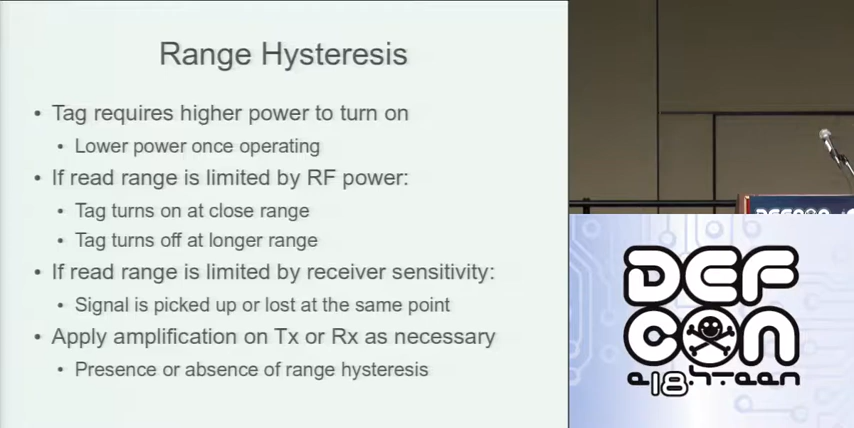 Range Hysteresis
• Tag requires higher power to turn on
• Lower power once operating
• If read range is limited by RF power:
• Tag turns on at close range
• Tag turns off at longer range
• If read range is limited by receiver sensitivity:
• Signal is picked up or lost at the same point
• Apply amplification on Tx or Rx as necessary
• Presence or absence of range hysteresis
DEFCON
DEF
CON
e18hteen